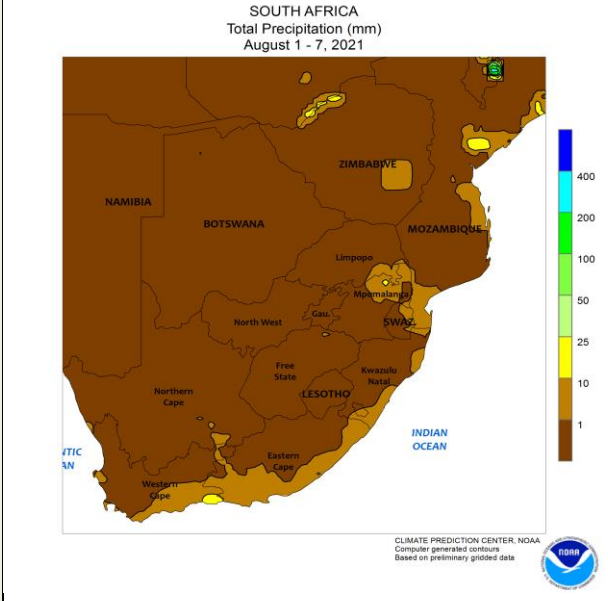 SOUTH AFRICA
Total Precipitation (mm)
August 1 - 7, 2021
ZIMBABWE
NAMIBIA
BOTSWANA
MOZAMBIQUE
Limpopo
Mpumalanga
Gau.
North West
SWAZ.
Free
State
Kwazulu
Natal
Northern
Cape
LESOTHO
INDIAN
OCEAN
NTIC
AN
Eastern
Cape
Western
Cape
400
200
100
50
25
10
1
CLIMATE PREDICTION CENTER, NOAA
Computer generated contours
Based on preliminary gridded data
NOAA